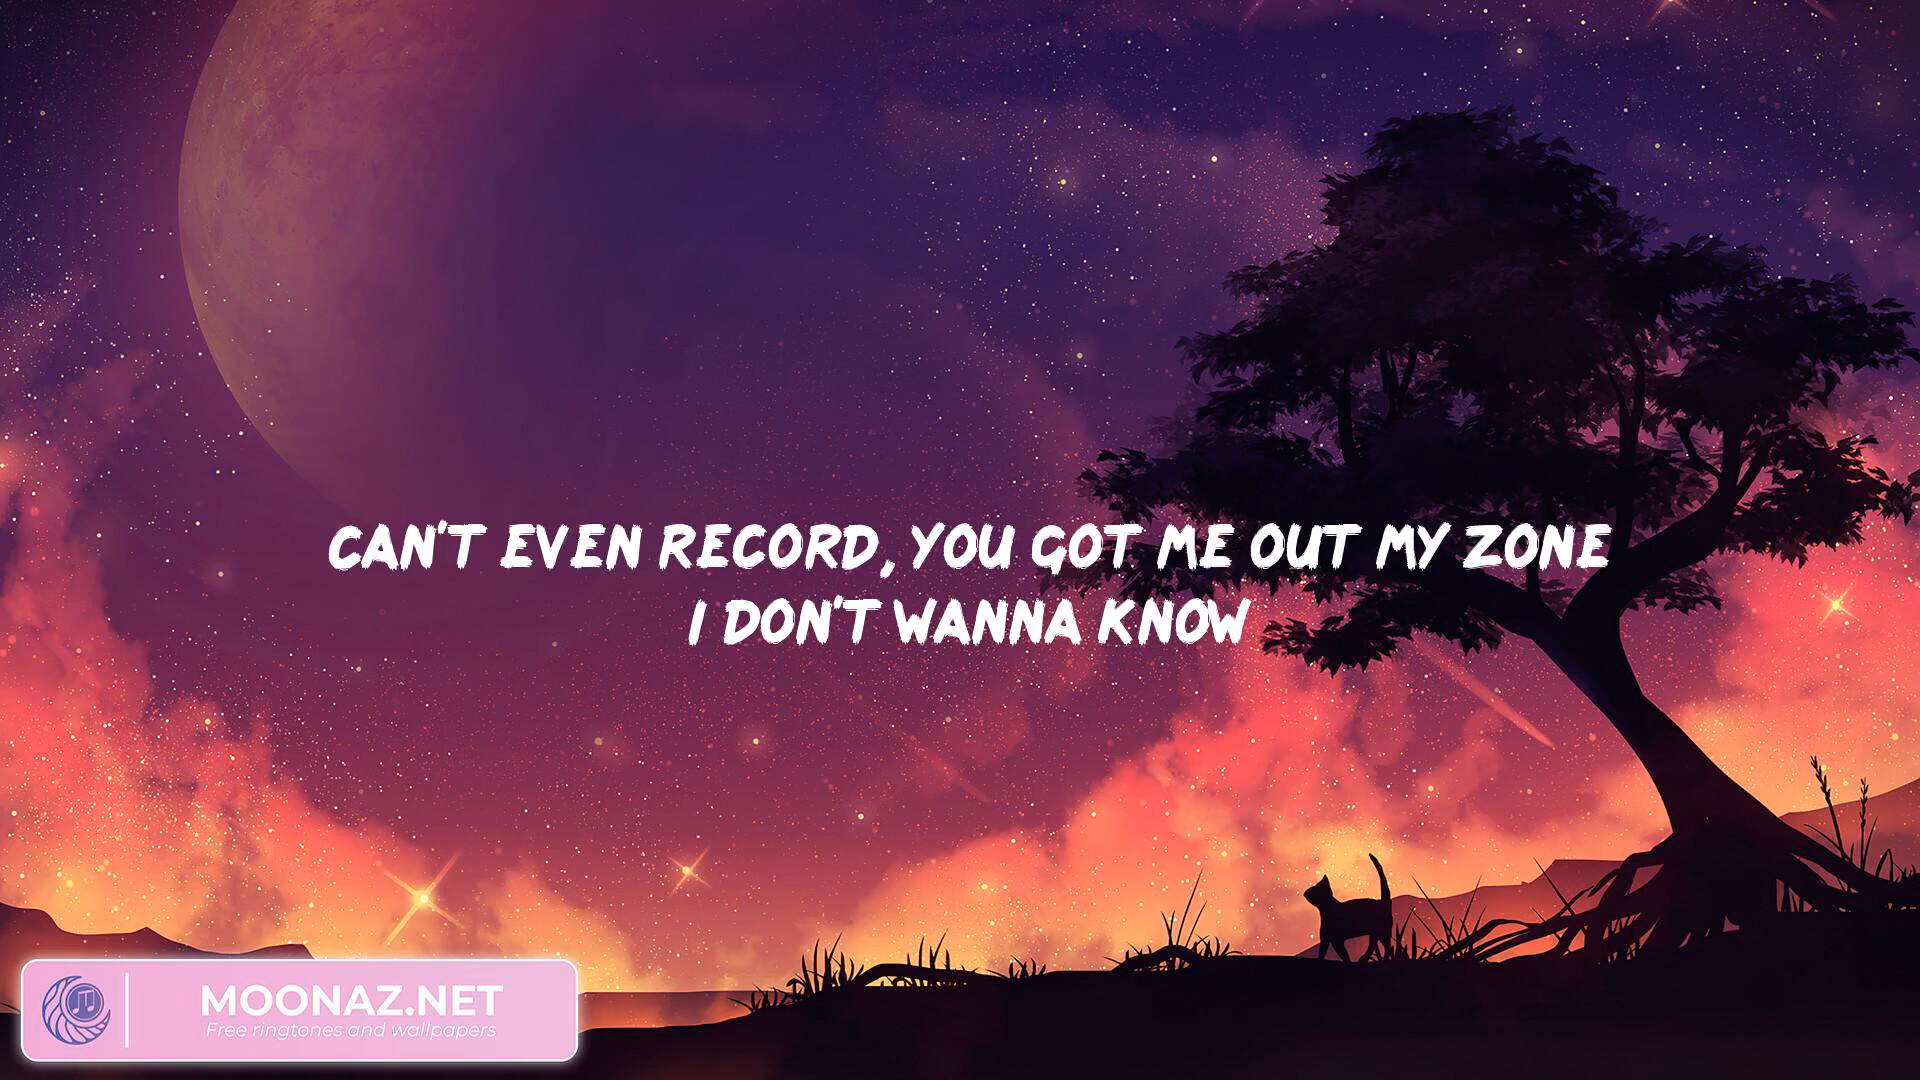 CAN'T EVEN RECORD, YOU GOT ME OUT MY ZONE
I DON'T WANNA KNOW
MOONAZ.NET
Free ringtones and wallpapers